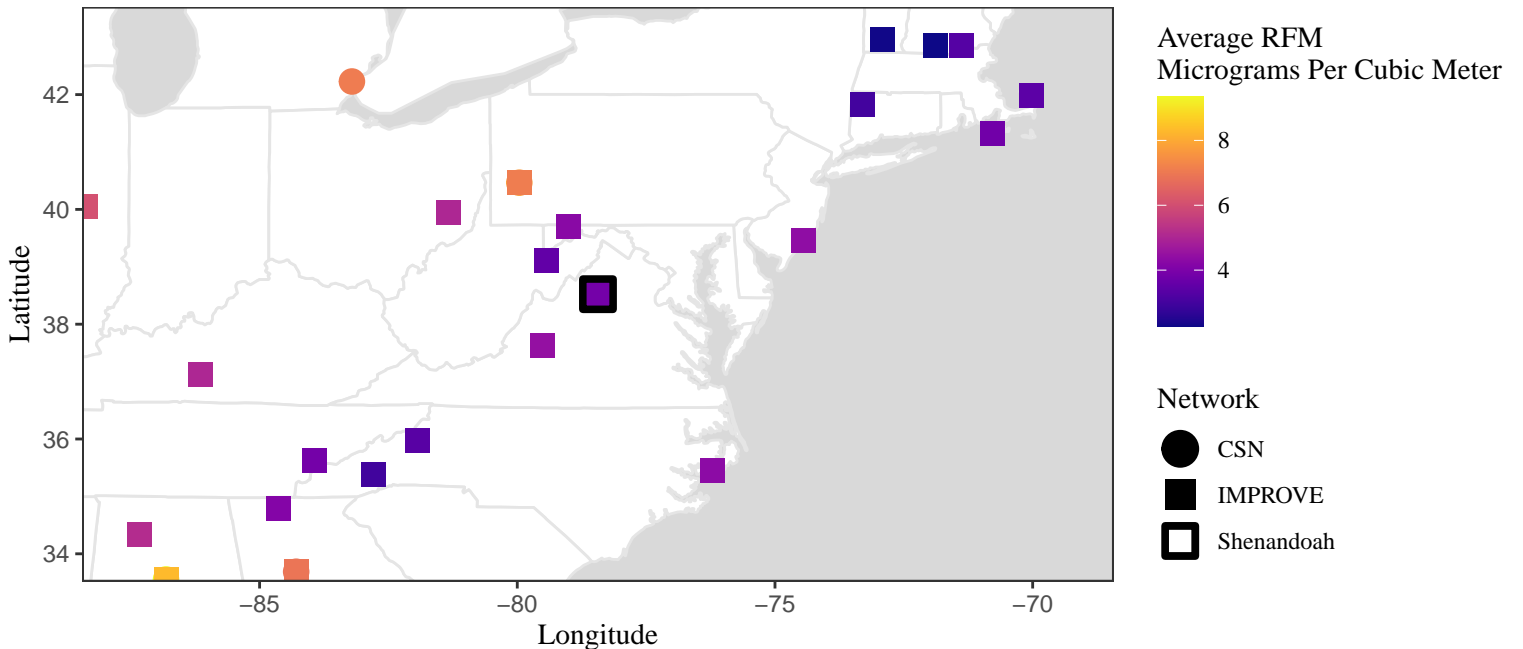 Average RFM
Micrograms Per Cubic Meter
8
6
4
Network
CSN
IMPROVE
Shenandoah
Latitude
42
40
38
36
34
−85
−80
−75
−70
Longitude